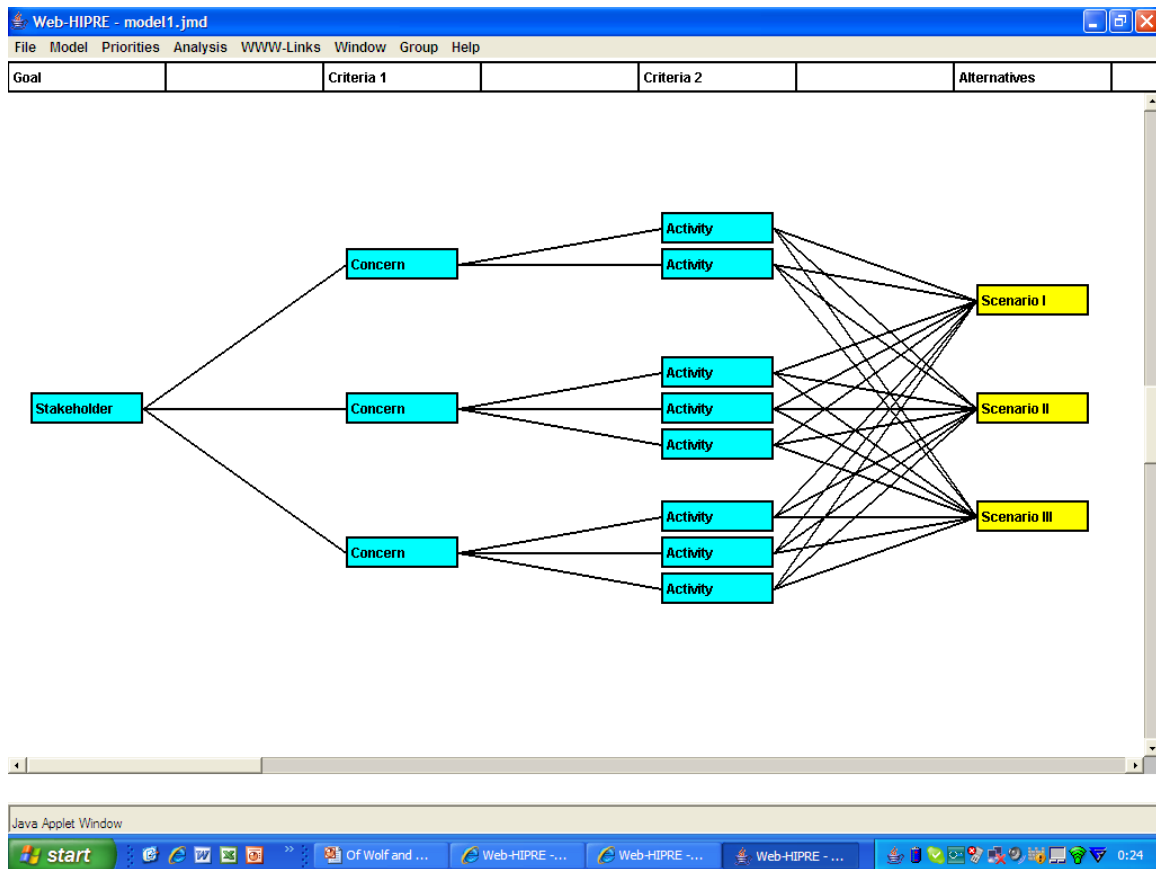 Web-HIPRE - model1.jmd
File Model Priorities Analysis WWW-Links Window Group Help
Goal Criteria 1 Criteria 2 Alternatives
Activity
Concern Activity
Scenario I
Activity
Stakeholder Concern Activity Scenario II
Activity
Activity Scenario III
Concern Activity
Activity
Java Applet Window
start W X Of Wolf and ... Web-HIPRE -... Web-HIPRE -... Web-HIPRE - ... 0:24